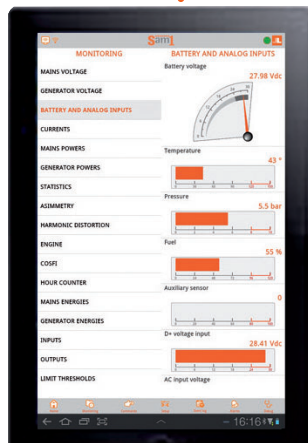 Sam1
MONITORING
MAINS VOLTAGE
GENERATOR VOLTAGE
BATTERY AND ANALOG INPUTS
CURRENTS
MAINS POWERS
GENERATOR POWERS
STATISTICS
ASIMMETRY
HARMONIC DISTORTION
ENGINE
COSFI
HOUR COUNTER
MAINS ENERGIES
GENERATOR ENERGIES
INPUTS
OUTPUTS
LIMIT THRESHOLDS
BATTERY AND ANALOG INPUTS
Battery voltage
27.98 Vdc
Temperature
43 °
Pressure
5.5 bar
Fuel
55 %
Auxiliary sensor
0
D+ voltage input
28.41 Vdc
AC input voltage
16:16